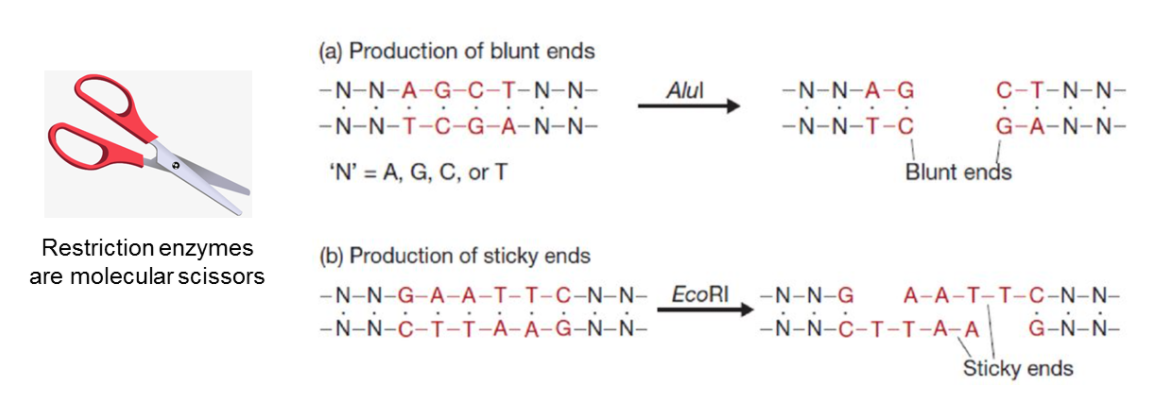 (a) Production of blunt ends
–N–N–A–G–C–T–N–N–
AluI
–N–N–A–G
C–T–N–N–
–N–N–T–C–G–A–N–N–
–N–N–T–C
G–A–N–N–
'N' = A, G, C, or T
Blunt ends
Restriction enzymes
are molecular scissors
(b) Production of sticky ends
–N–N–G–A–A–T–T–C–N–N–
EcoRI
–N–N–G
A–A–T–T–C–N–N–
–N–N–C–T–T–A–A–G–N–N–
–N–N–C–T–T–A–A
G–N–N–
Sticky ends